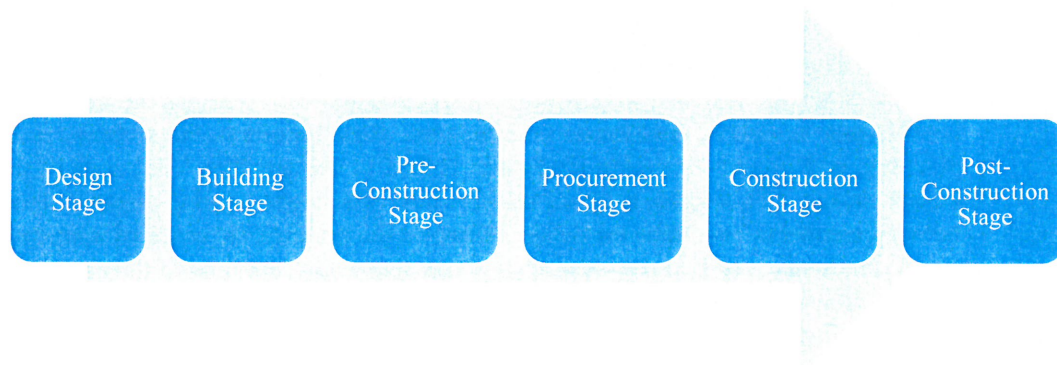 Design
Stage
Building
Stage
Pre-
Construction
Stage
Procurement
Stage
Construction
Stage
Post-
Construction
Stage